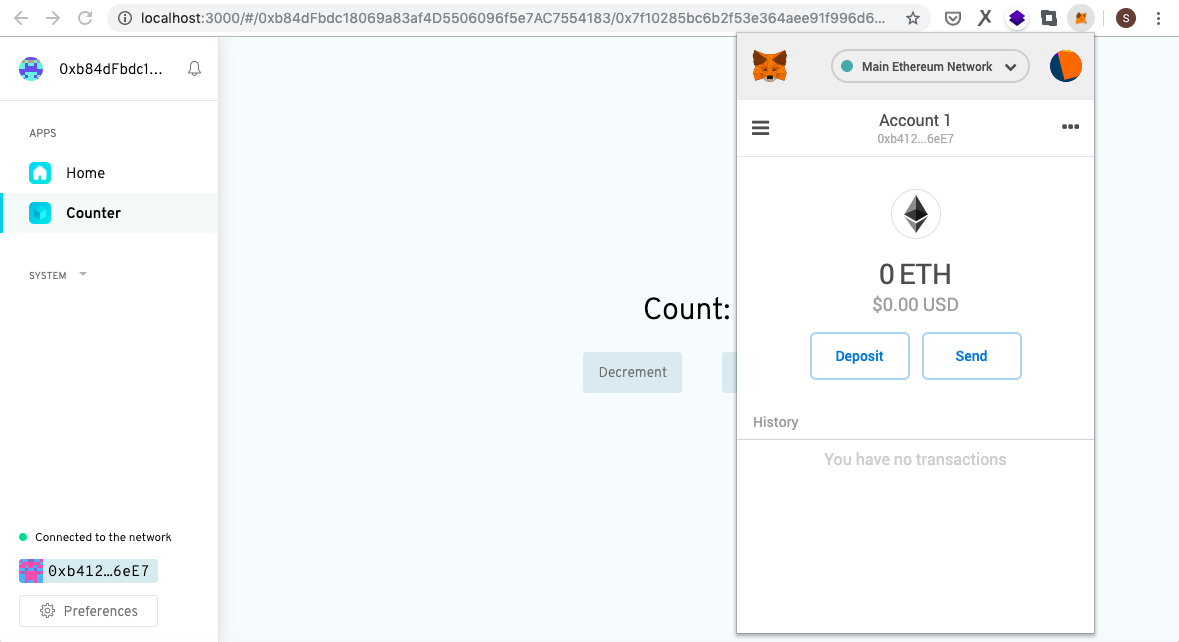 localhost:3000/#/0xb84dFbdc18069a83af4D5506096f5e7AC7554183/0x7f10285bc6b2f53e364aee91f996d6...
S
0xb84dFbdc1...
APPS
Home
Counter
SYSTEM
Connected to the network
0xb412…6eE7
Preferences
Count:
Decrement
Main Ethereum Network
Account 1
0xb412...6eE7
0 ETH
$0.00 USD
Deposit
Send
History
You have no transactions